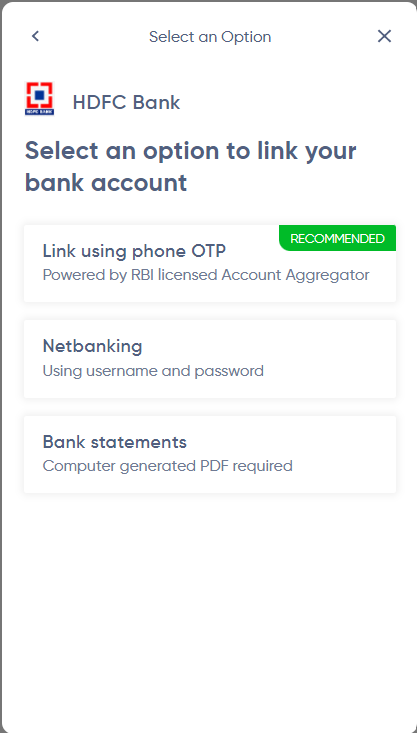 Select an Option
HDFC BANK
HDFC Bank
Select an option to link your
bank account
RECOMMENDED
Link using phone OTP
Powered by RBI licensed Account Aggregator
Netbanking
Using username and password
Bank statements
Computer generated PDF required